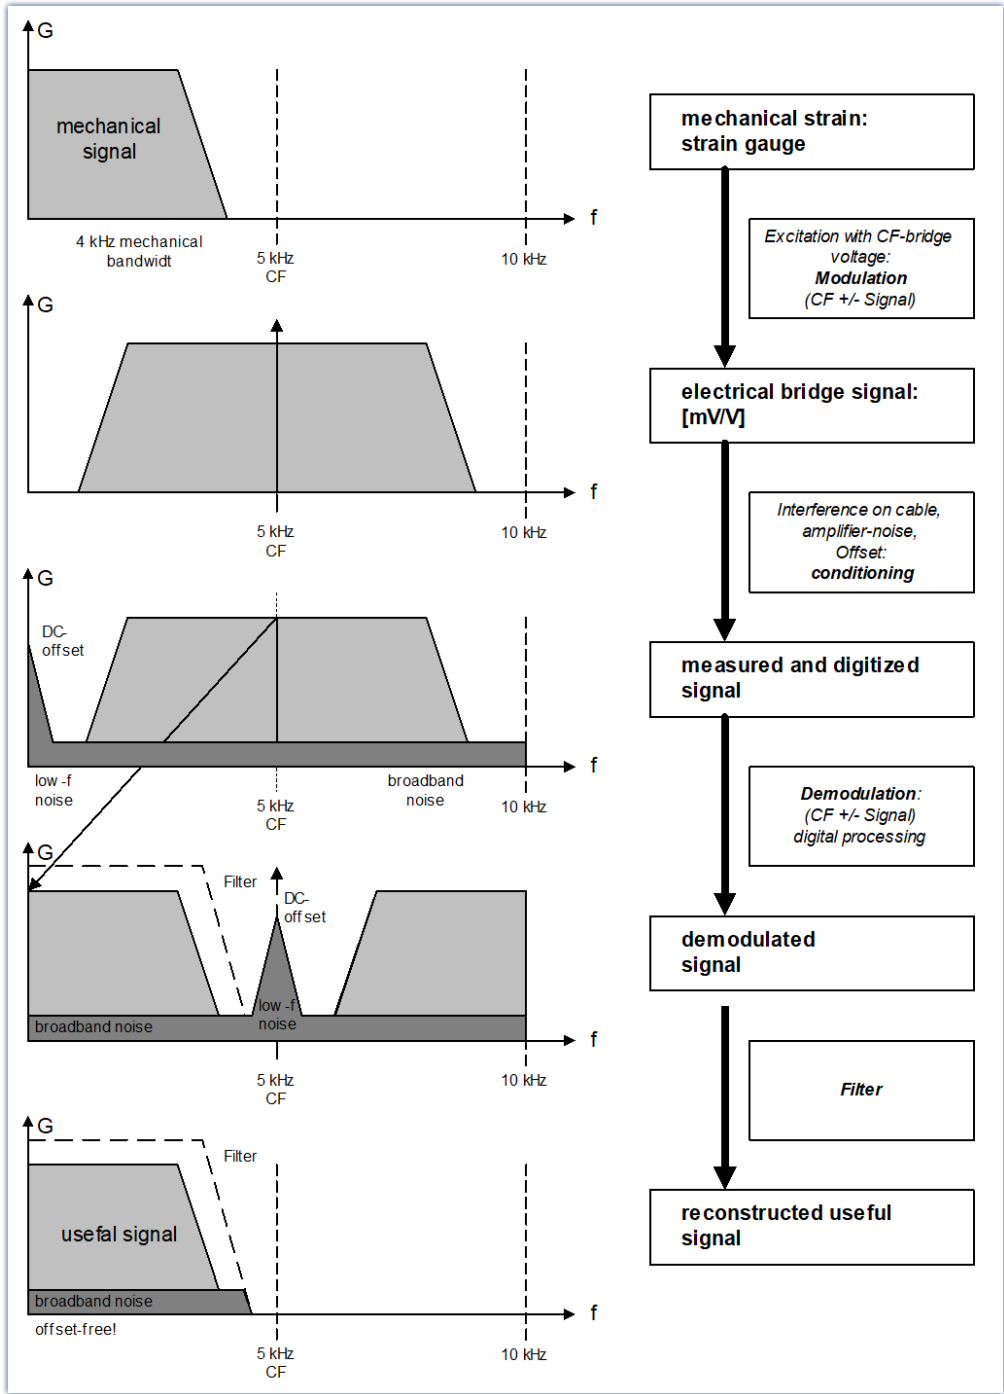 G
mechanical
signal
f
4 kHz mechanical
bandwidt
5 kHz
CF
10 kHz
mechanical strain:
strain gauge
Excitation with CF-bridge
voltage:
Modulation
(CF +/- Signal)
G
f
5 kHz
CF
10 kHz
electrical bridge signal:
[mV/V]
Interference on cable,
amplifier-noise,
Offset:
conditioning
G
DC-
offset
f
low-f
noise
broadband
noise
5 kHz
CF
10 kHz
measured and digitized
signal
Demodulation:
(CF +/- Signal)
digital processing
G
Filter
DC-
offset
low-f
noise
broadband noise
f
5 kHz
CF
10 kHz
demodulated
signal
Filter
G
Filter
usefal signal
broadband noise
f
offset-free!
5 kHz
CF
10 kHz
reconstructed useful
signal